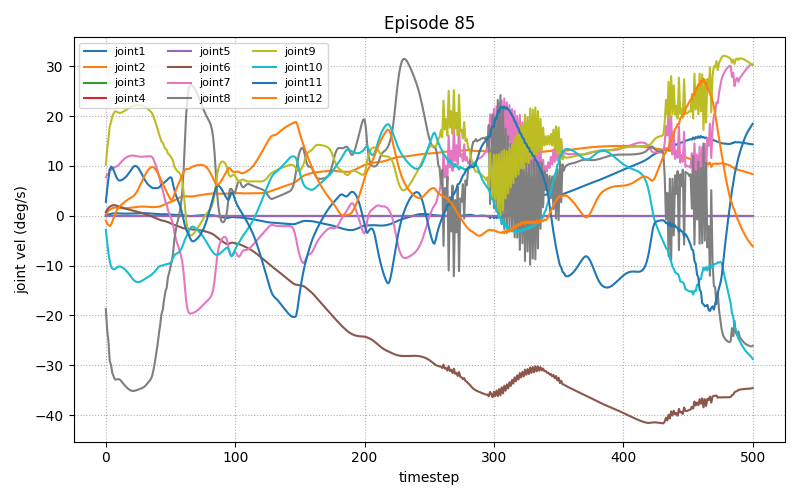 Episode 85
joint1
joint2
joint3
joint4
joint5
joint6
joint7
joint8
joint9
joint10
joint11
joint12
joint vel (deg/s)
30
20
10
0
−10
−20
−30
−40
0 100 200 300 400 500
timestep